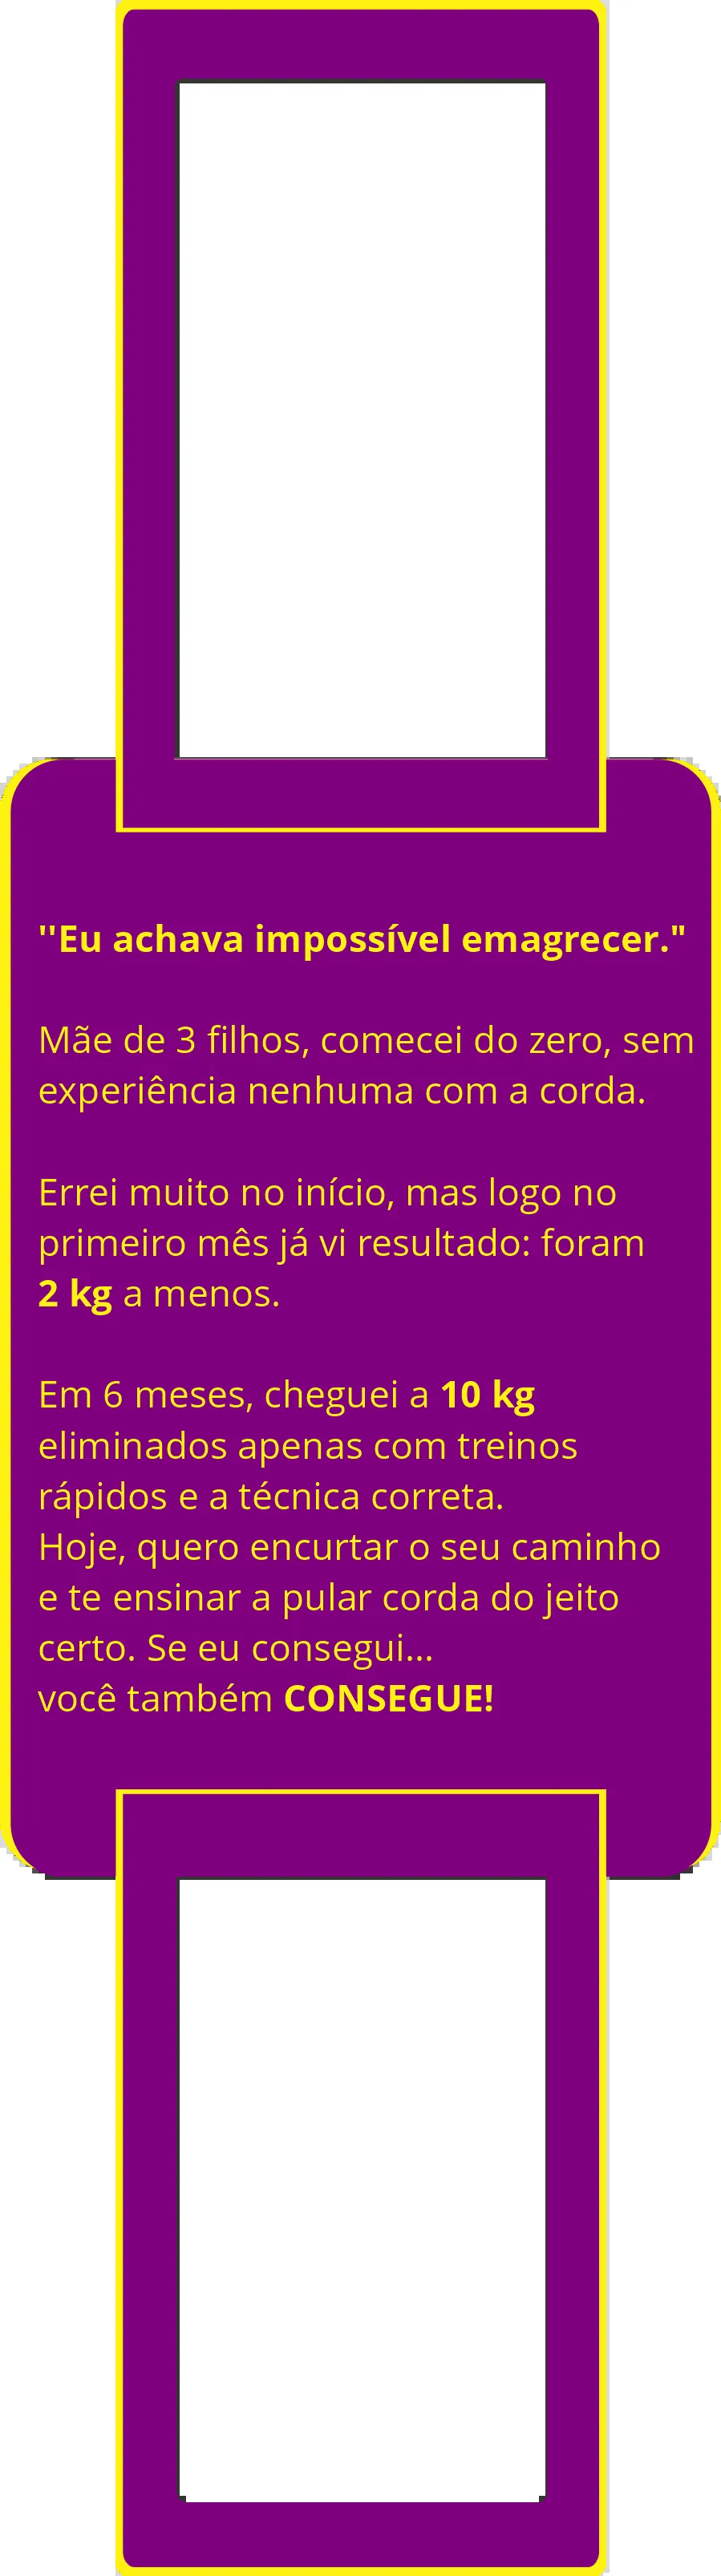 ''Eu achava impossível emagrecer."
Mãe de 3 filhos, comecei do zero, sem
experiência nenhuma com a corda.
Errei muito no início, mas logo no
primeiro mês já vi resultado: foram
2 kg a menos.
Em 6 meses, cheguei a 10 kg
eliminados apenas com treinos
rápidos e a técnica correta.
Hoje, quero encurtar o seu caminho
e te ensinar a pular corda do jeito
certo. Se eu consegui...
você também CONSEGUE!